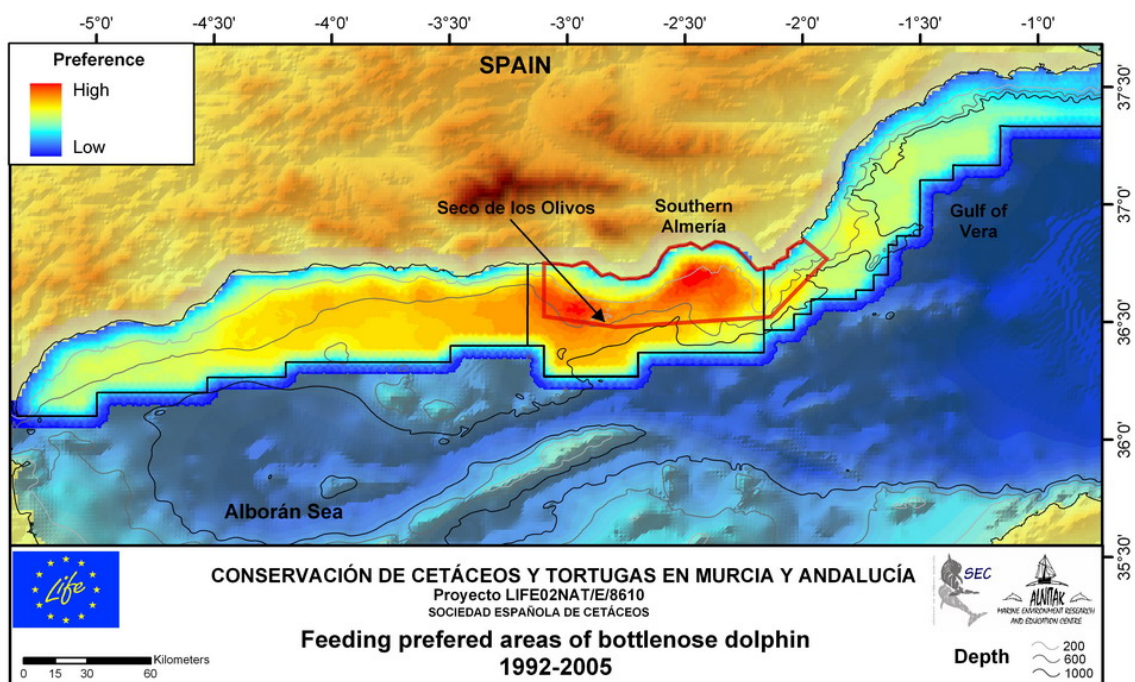 -5°0'
-4°30'
-4°0'
-3°30'
-3°0'
-2°30'
-2°0'
-1°30'
-1°0'
Preference
High
Low
SPAIN
37°30'
37°0'
36°30'
36°0'
35°30'
Seco de los Olivos
Southern
Almería
Gulf of
Vera
Alborán Sea
Life
CONSERVACIÓN DE CETÁCEOS Y TORTUGAS EN MURCIA Y ANDALUCÍA
Proyecto LIFE02NAT/E/8610
SOCIEDAD ESPAÑOLA DE CETÁCEOS
Feeding prefered areas of bottlenose dolphin
1992-2005
Kilometers
0 15 30 60
SEC
ALNITAK
MARINE ENVIRONMENT RESEARCH
AND EDUCATION CENTRE
Depth
200
600
1000